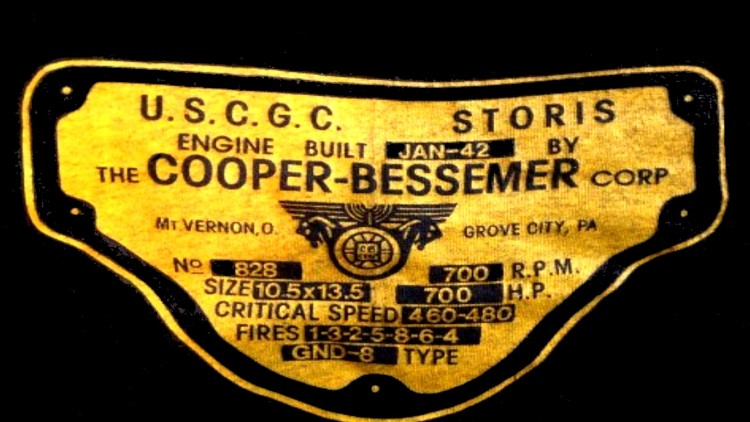 U.S.C.G.C. STORIS
ENGINE BUILT JAN-42 BY
THE COOPER-BESSEMER CORP
MT. VERNON, O. GROVE CITY, PA
Nº 828 700 R.P.M.
SIZE 10.5x13.5 700 H.P.
CRITICAL SPEED 460-480
FIRES 1-3-2-5-8-6-4
GND-8 TYPE